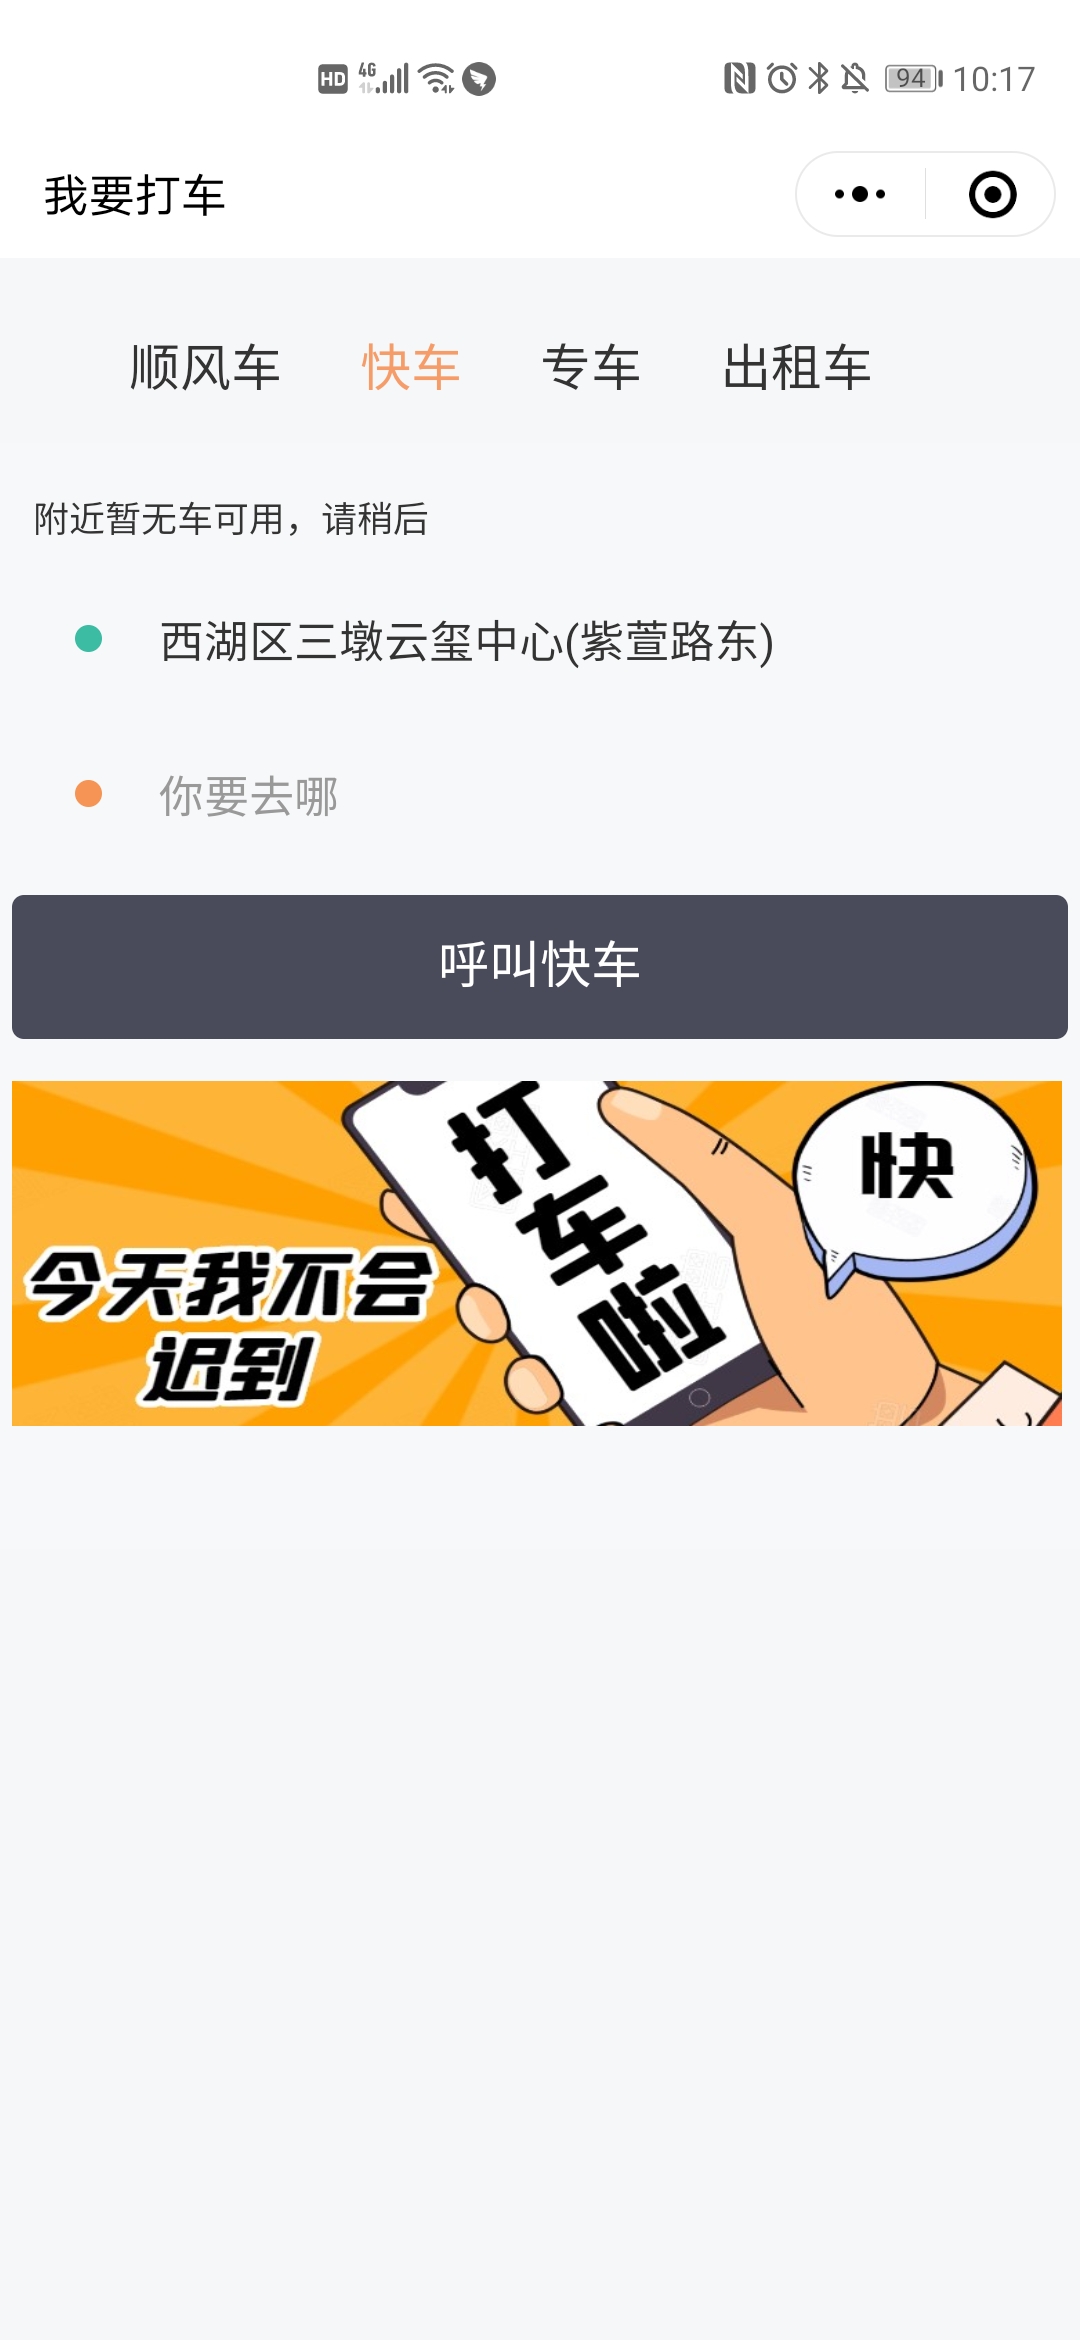 HD 4G 94 10:17
我要打车
顺风车 快车 专车 出租车
附近暂无车可用，请稍后
西湖区三墩云玺中心(紫萱路东)
你要去哪
呼叫快车
打车啦
快
今天我不会
迟到